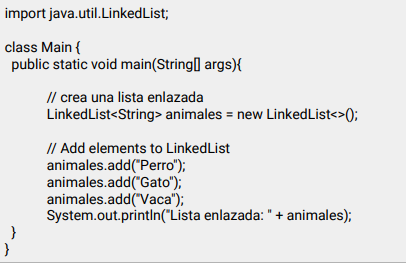 import java.util.LinkedList;
class Main {
public static void main(String[] args){
// crea una lista enlazada
LinkedList<String> animales = new LinkedList<>();
// Add elements to LinkedList
animales.add("Perro");
animales.add("Gato");
animales.add("Vaca");
System.out.println("Lista enlazada: " + animales);
}
}